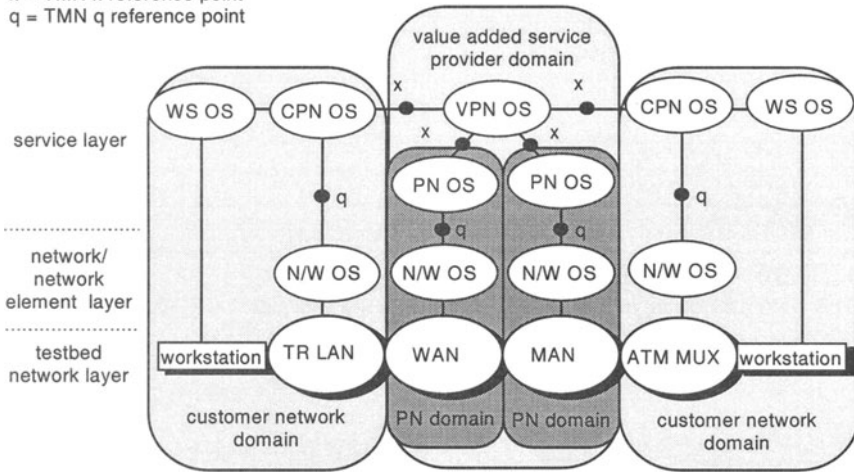 q = TMN q reference point
value added service
provider domain
x x
WS OS CPN OS VPN OS CPN OS WS OS
x x
service layer
PN OS PN OS
q q
q q
network/
network
element layer
N/W OS N/W OS N/W OS N/W OS
testbed
network layer
workstation TR LAN WAN MAN ATM MUX workstation
customer network
domain
PN domain PN domain
customer network
domain